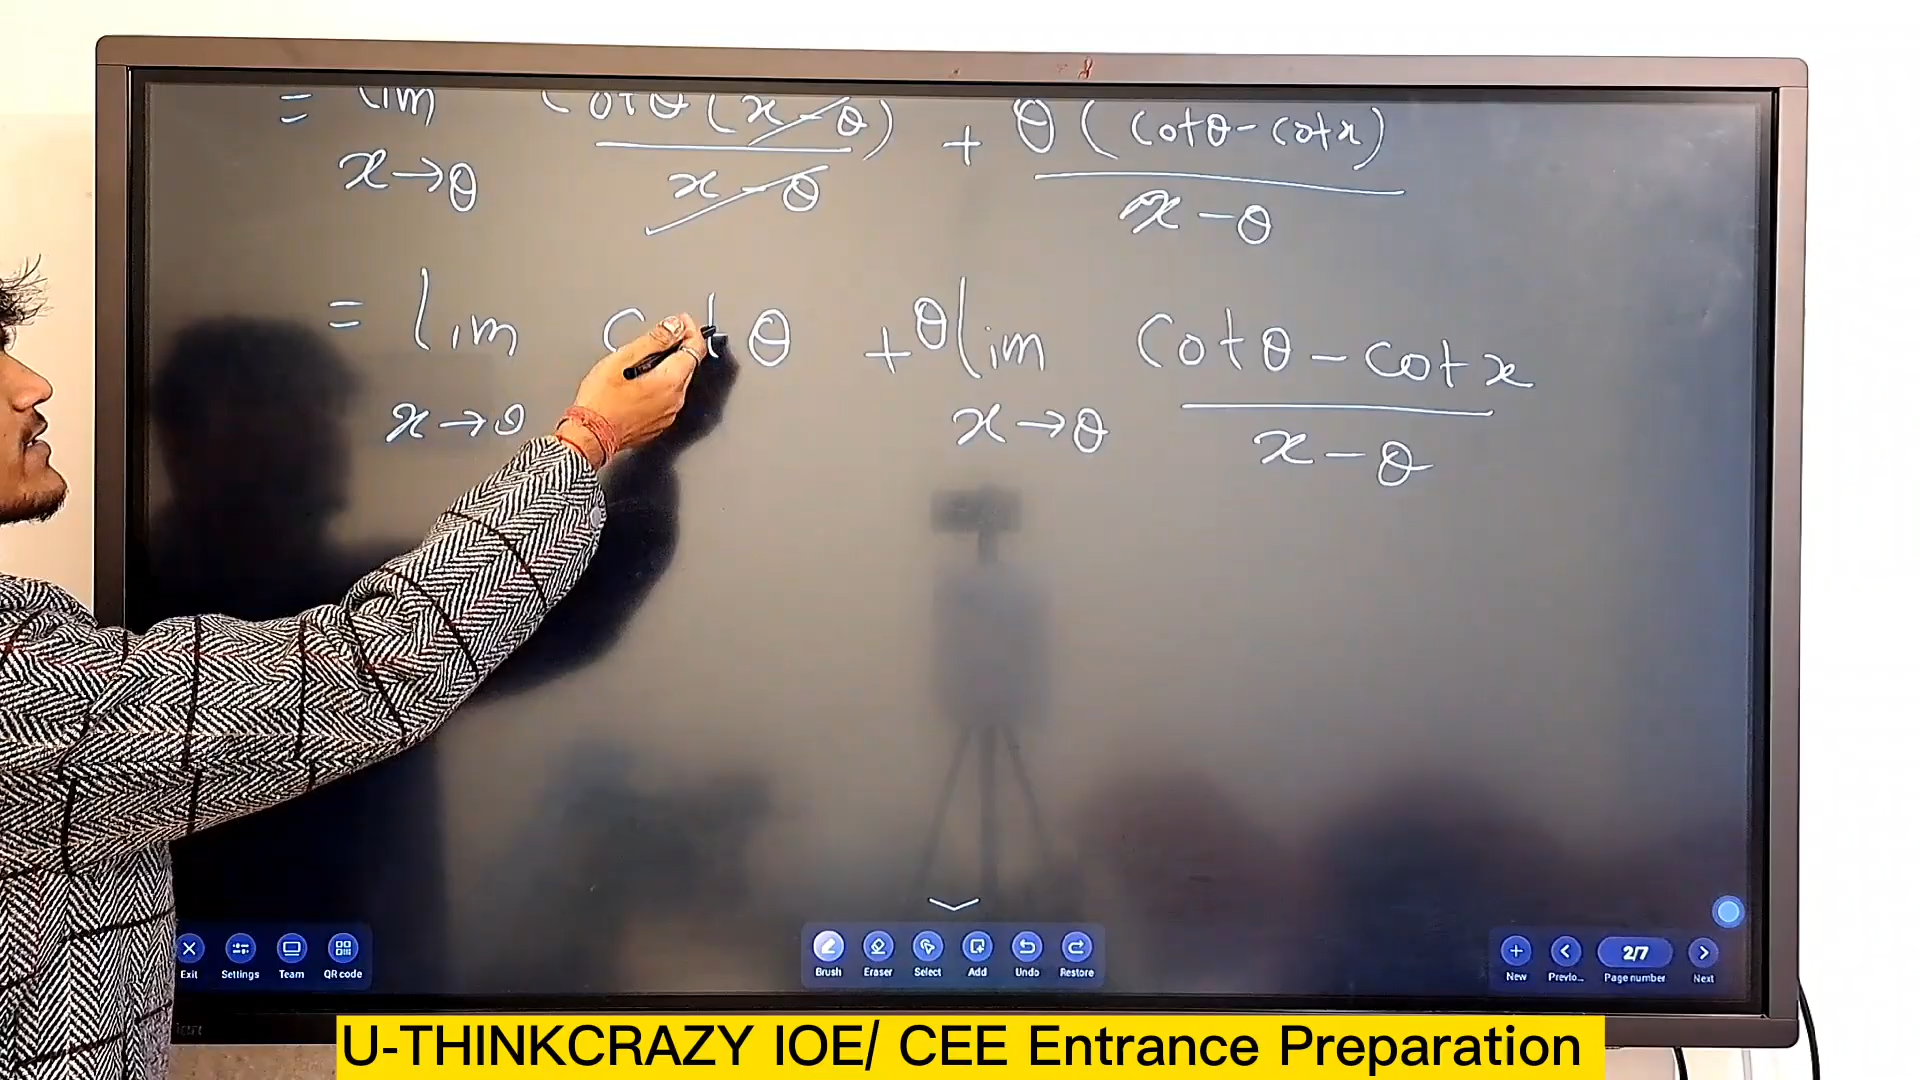 = lim cotθ(x-θ) + θ(cotθ-cotx)
x→θ x-θ x-θ
= lim cotθ + θ lim cotθ-cotx
x→θ x→θ x-θ
Exit Settings Team QR code Brush Eraser Select Add Undo Restore New Previo... 2/7 Page number Next
U-THINKCRAZY IOE/ CEE Entrance Preparation